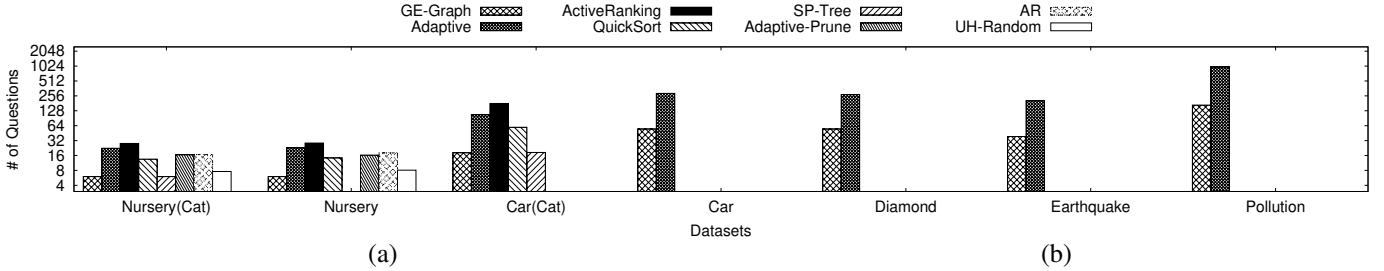 GE-Graph ActiveRanking SP-Tree AR
Adaptive QuickSort Adaptive-Prune UH-Random
# of Questions
2048
1024
512
256
128
64
32
16
8
4
Nursery(Cat) Nursery Car(Cat) Car Diamond Earthquake Pollution
Datasets
(a) (b)